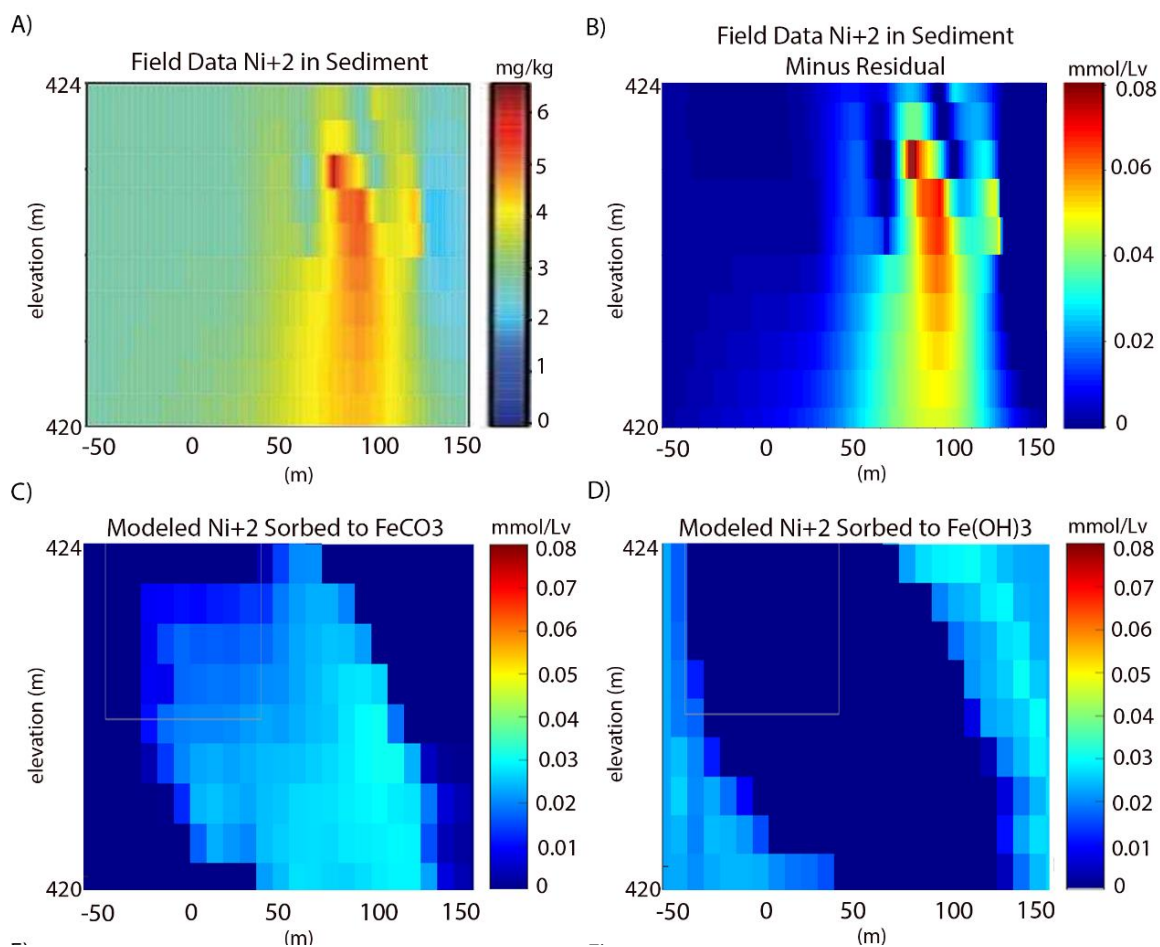 A)
Field Data Ni+2 in Sediment
mg/kg
424
6
5
4
3
2
1
0
elevation (m)
420
-50 0 50 100 150
(m)
B)
Field Data Ni+2 in Sediment
Minus Residual
mmol/Lv
424
0.08
0.06
0.04
0.02
0
elevation (m)
420
-50 0 50 100 150
(m)
C)
Modeled Ni+2 Sorbed to FeCO3
mmol/Lv
424
0.08
0.07
0.06
0.05
0.04
0.03
0.02
0.01
0
elevation (m)
420
-50 0 50 100 150
(m)
D)
Modeled Ni+2 Sorbed to Fe(OH)3
mmol/Lv
424
0.08
0.07
0.06
0.05
0.04
0.03
0.02
0.01
0
elevation (m)
420
-50 0 50 100 150
(m)